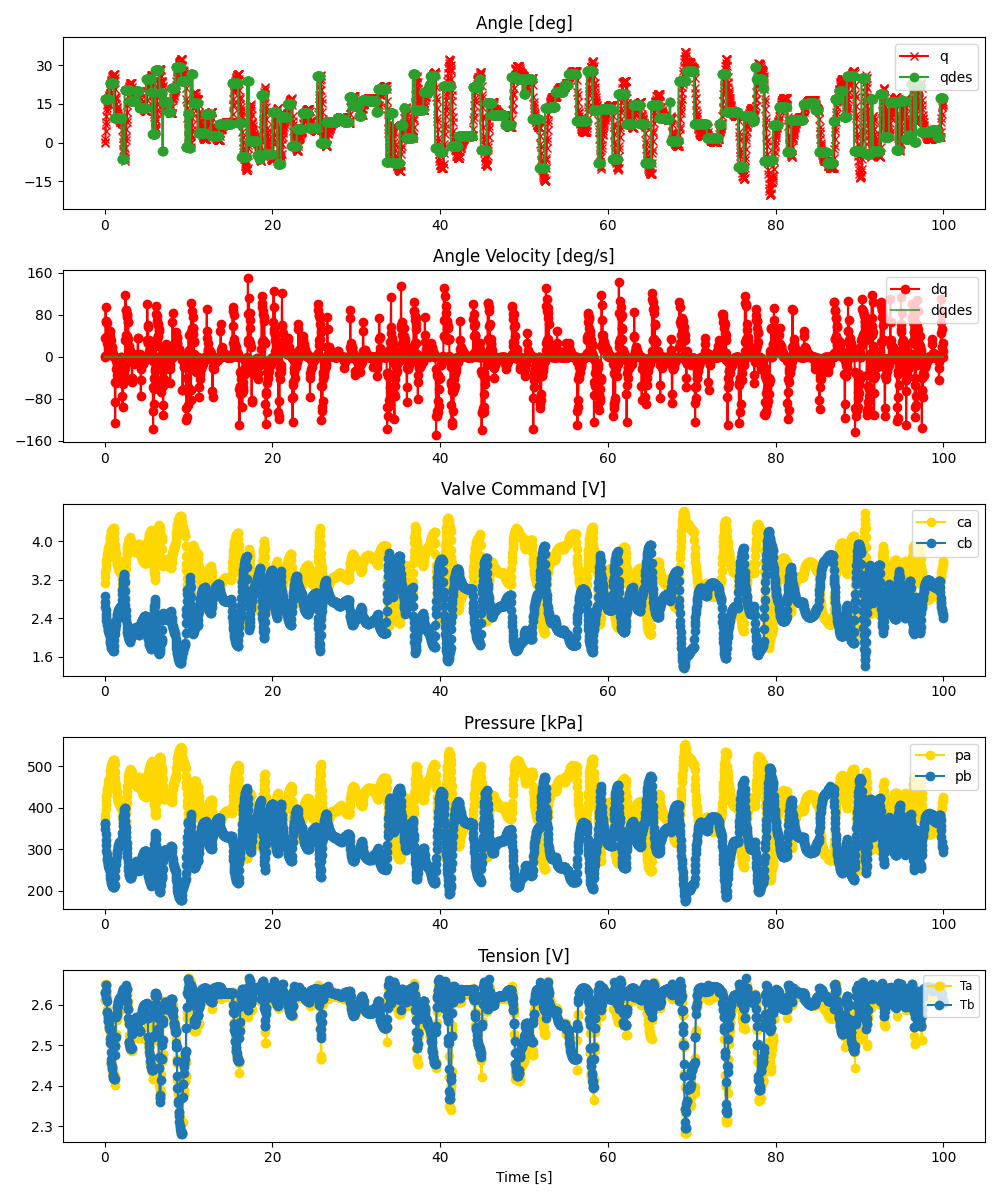 Angle [deg]
30
15
0
−15
q
qdes
0 20 40 60 80 100
Angle Velocity [deg/s]
160
80
0
−80
−160
dq
dqdes
0 20 40 60 80 100
Valve Command [V]
4.0
3.2
2.4
1.6
ca
cb
0 20 40 60 80 100
Pressure [kPa]
500
400
300
200
pa
pb
0 20 40 60 80 100
Tension [V]
2.6
2.5
2.4
2.3
Ta
Tb
0 20 40 60 80 100
Time [s]